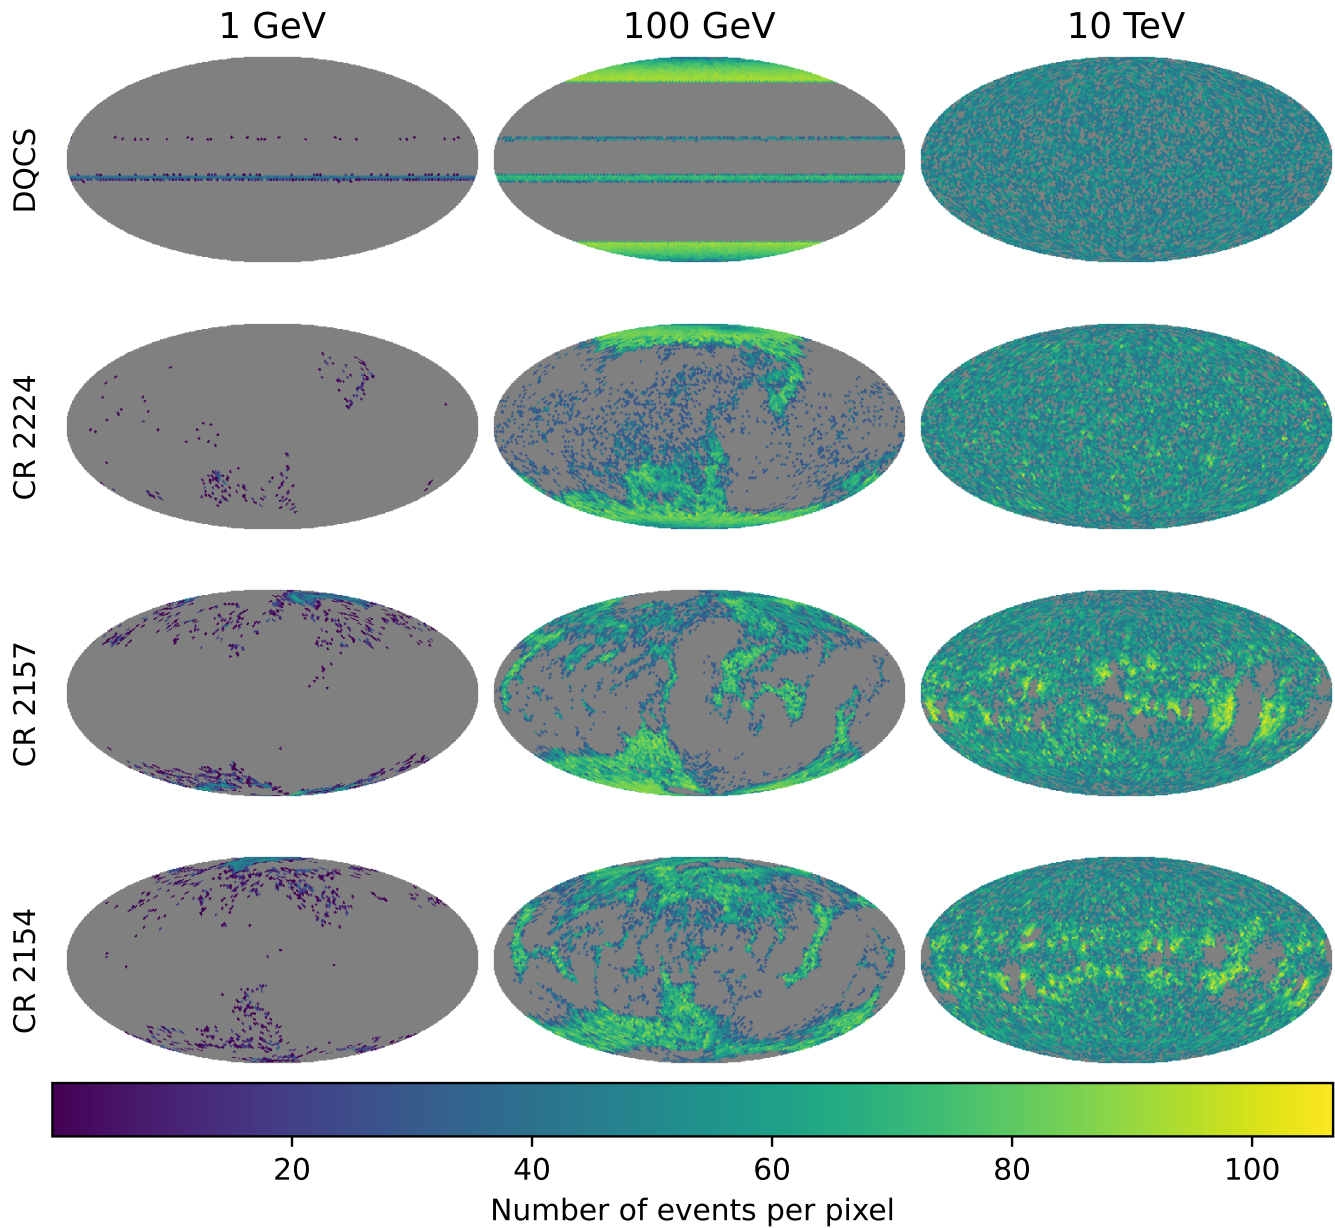 1 GeV 100 GeV 10 TeV
DQCS
CR 2224
CR 2157
CR 2154
20 40 60 80 100
Number of events per pixel